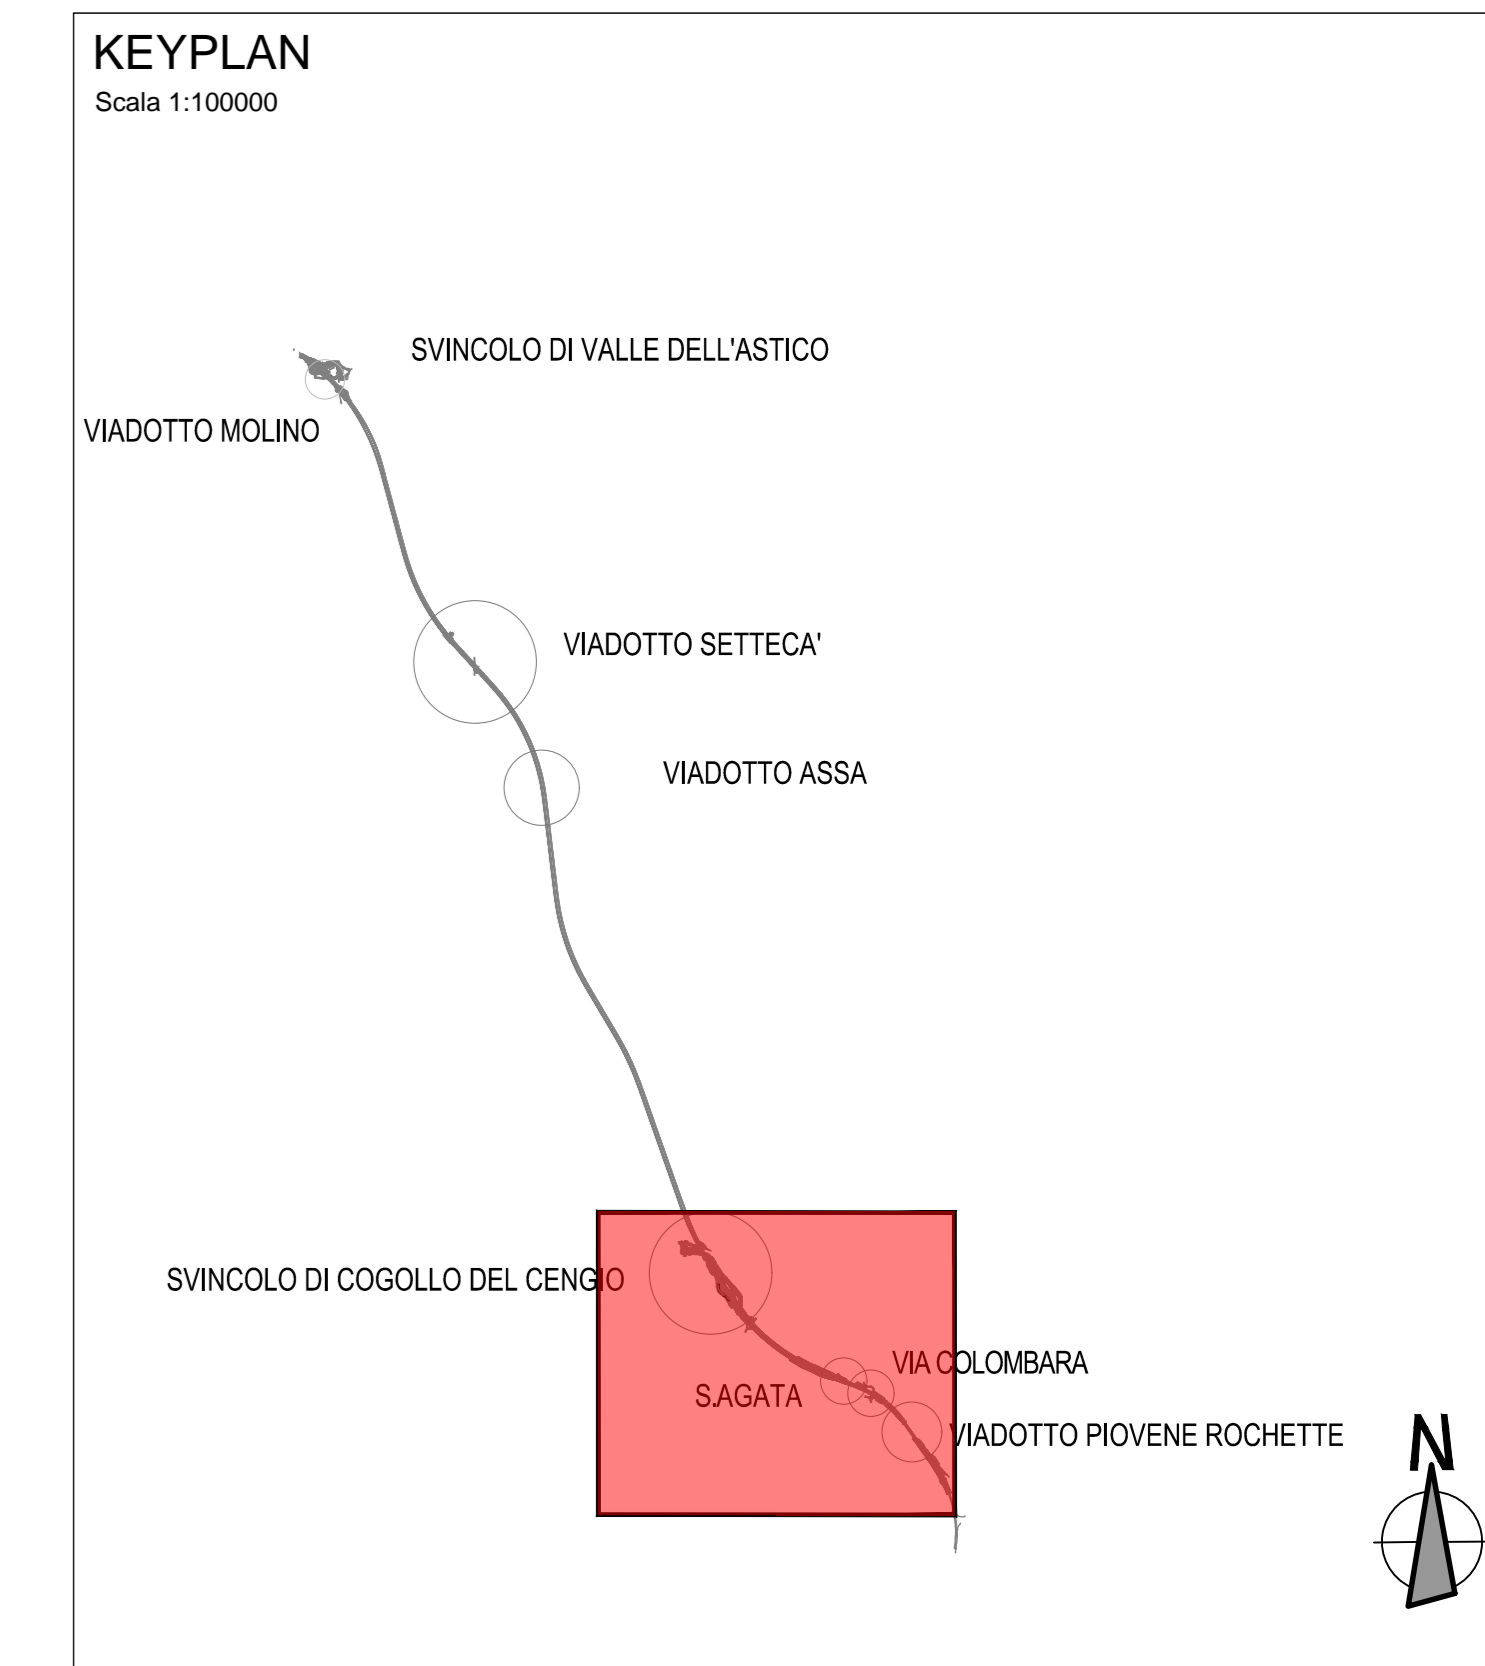 KEYPLAN
Scala 1:100000
SVINCOLO DI VALLE DELL'ASTICO
VIADOTTO MOLINO
VIADOTTO SETTECA'
VIADOTTO ASSA
SVINCOLO DI COGOLLO DEL CENGIO
VIA COLOMBARA
S.AGATA
VIADOTTO PIOVENE ROCHETTE
N